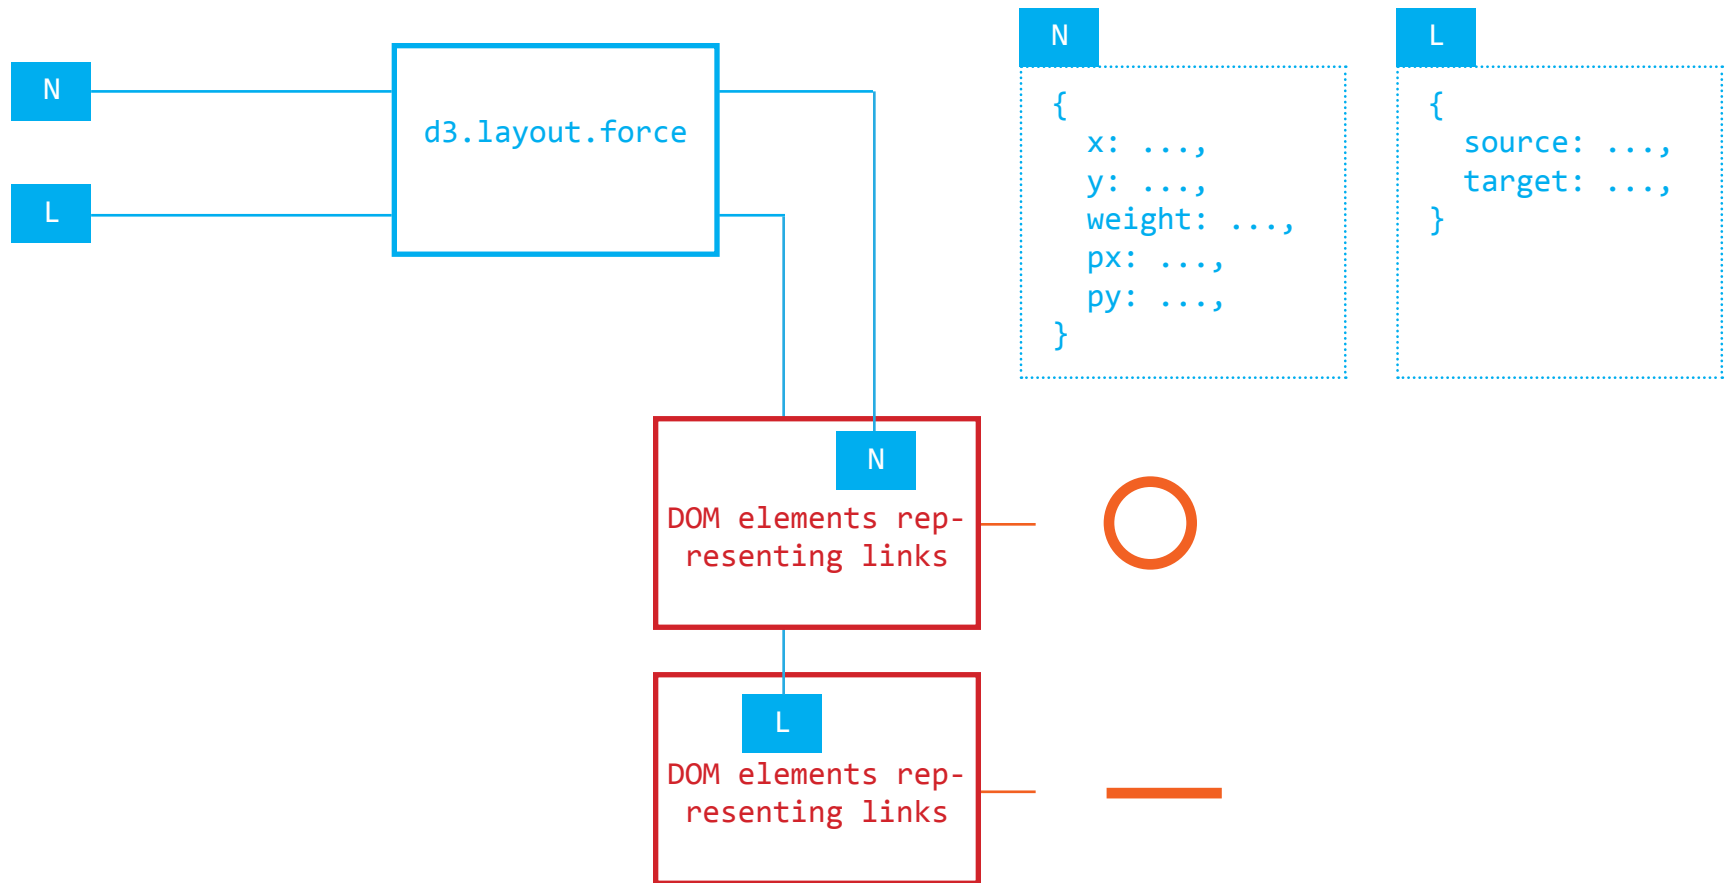 N
L
d3.layout.force
N
{
x: ...,
y: ...,
weight: ...,
px: ...,
py: ...,
}
L
{
source: ...,
target: ...,
}
N
DOM elements rep-
resenting links
L
DOM elements rep-
resenting links